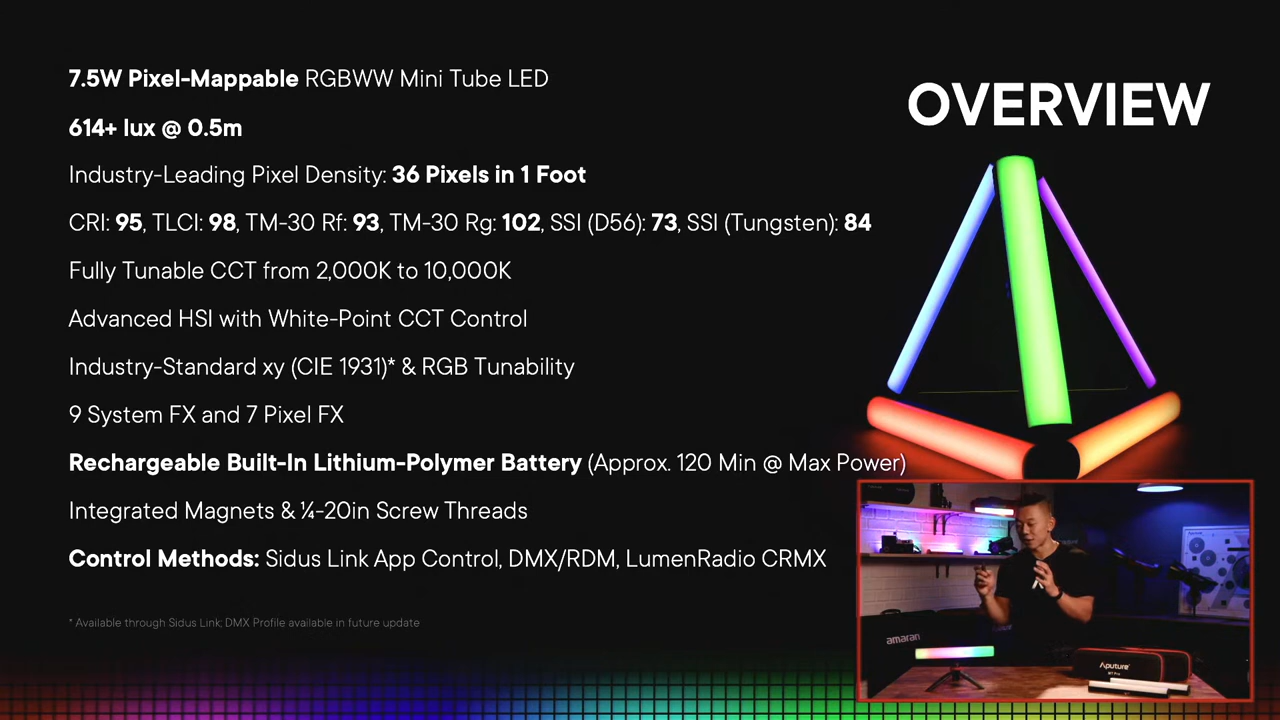 OVERVIEW
7.5W Pixel-Mappable RGBWW Mini Tube LED
614+ lux @ 0.5m
Industry-Leading Pixel Density: 36 Pixels in 1 Foot
CRI: 95, TLCI: 98, TM-30 Rf: 93, TM-30 Rg: 102, SSI (D56): 73, SSI (Tungsten): 84
Fully Tunable CCT from 2,000K to 10,000K
Advanced HSI with White-Point CCT Control
Industry-Standard xy (CIE 1931)* & RGB Tunability
9 System FX and 7 Pixel FX
Rechargeable Built-In Lithium-Polymer Battery (Approx. 120 Min @ Max Power)
Integrated Magnets & ¼-20in Screw Threads
Control Methods: Sidus Link App Control, DMX/RDM, LumenRadio CRMX
* Available through Sidus Link; DMX Profile available in future update
amaran
Aputure
MT Pro